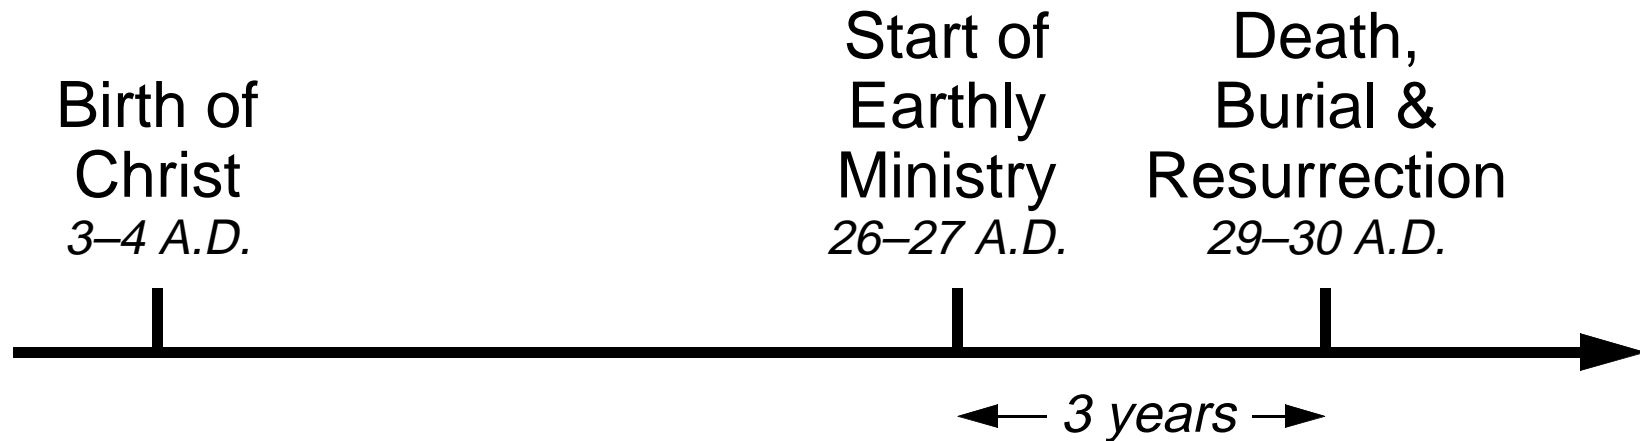 Birth of
Christ
3–4 A.D.
Start of
Earthly
Ministry
26–27 A.D.
Death,
Burial &
Resurrection
29–30 A.D.
3 years